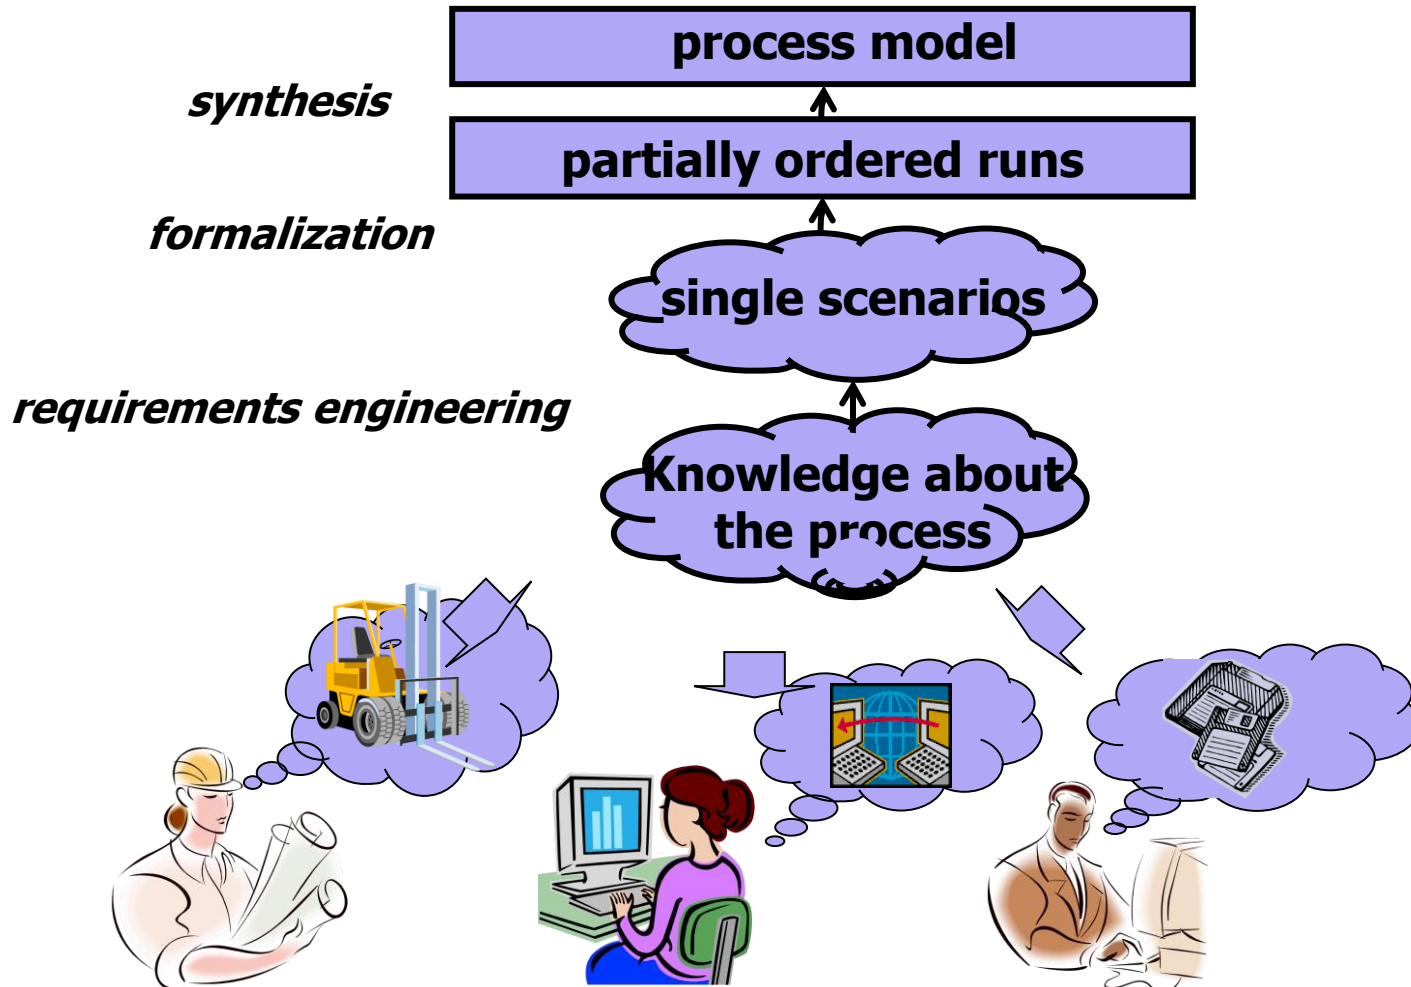 process model
synthesis
partially ordered runs
formalization
single scenarios
requirements engineering
Knowledge about
the process